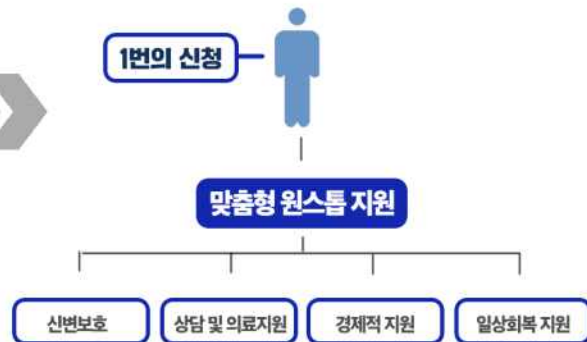 1번의 신청
맞춤형 원스톱 지원
신변보호
상담 및 의료지원
경제적 지원
일상회복 지원